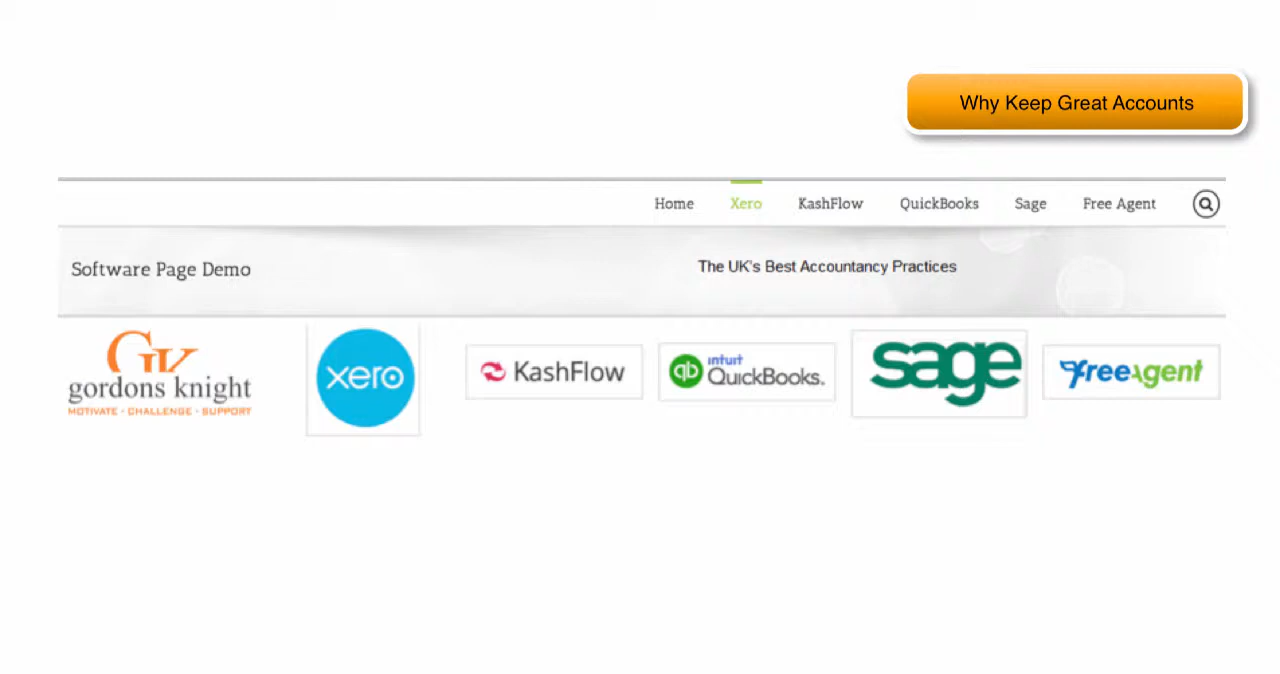 Why Keep Great Accounts
Home Xero KashFlow QuickBooks Sage Free Agent
Software Page Demo
The UK's Best Accountancy Practices
GK
gordons knight
MOTIVATE · CHALLENGE · SUPPORT
xero
KashFlow
qb
intuit
QuickBooks.
sage
freeagent